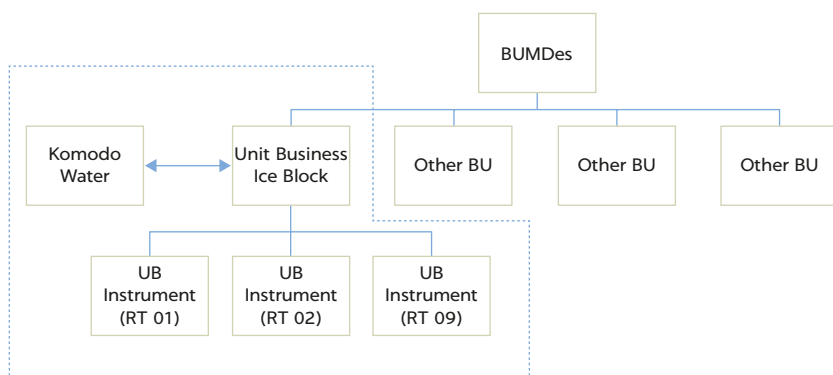 BUMDes
Komodo
Water
Unit Business
Ice Block
Other BU
Other BU
Other BU
UB
Instrument
(RT 01)
UB
Instrument
(RT 02)
UB
Instrument
(RT 09)